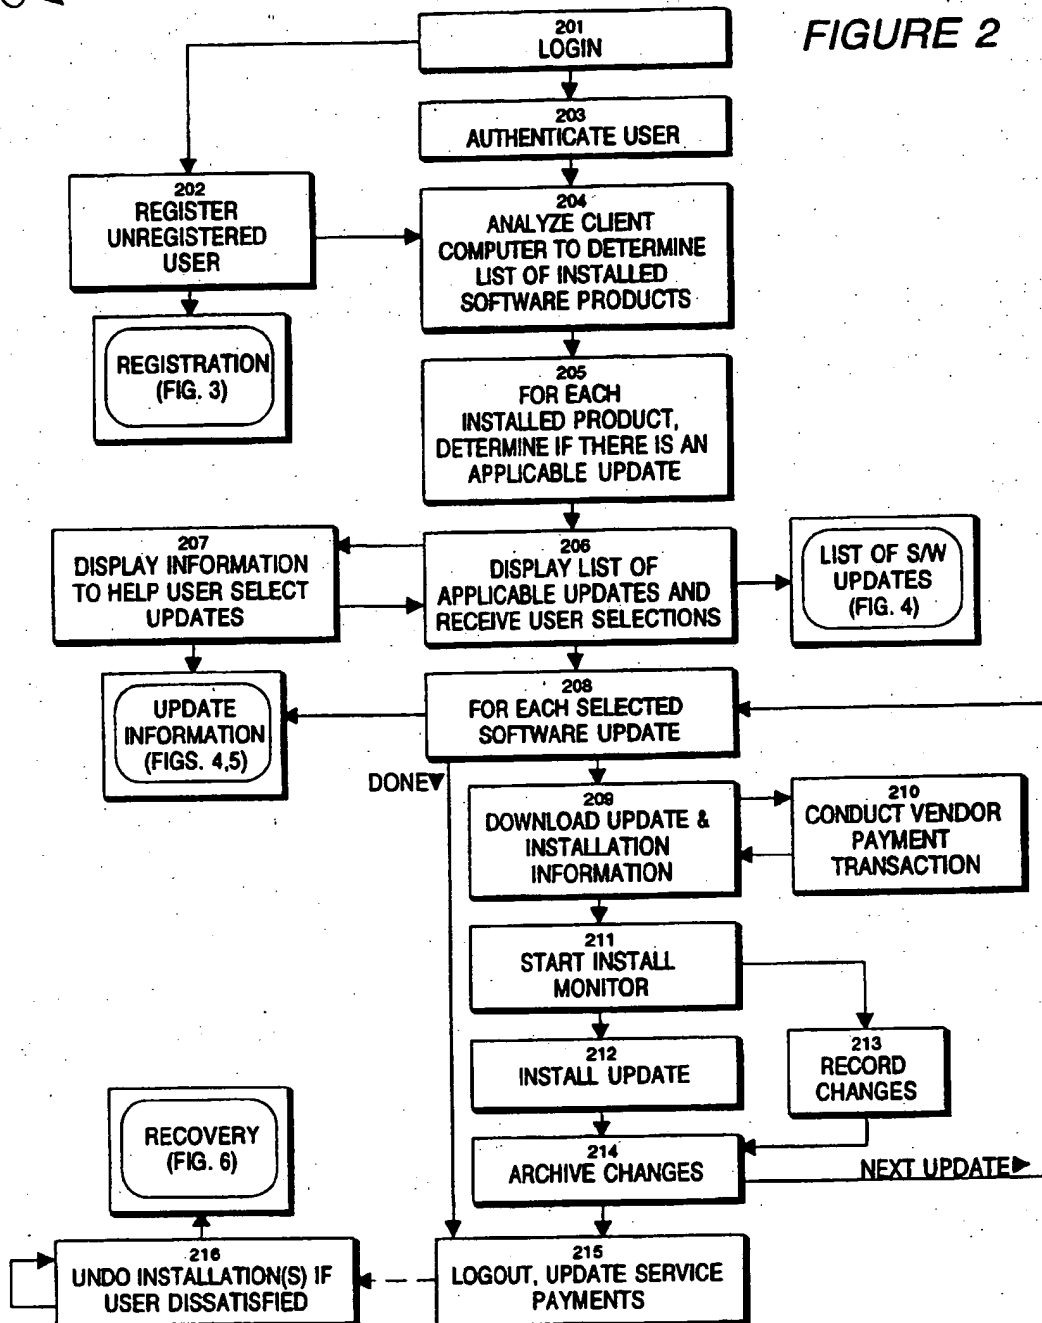 FIGURE 2
201
LOGIN
203
AUTHENTICATE USER
202
REGISTER
UNREGISTERED
USER
204
ANALYZE CLIENT
COMPUTER TO DETERMINE
LIST OF INSTALLED
SOFTWARE PRODUCTS
REGISTRATION
(FIG. 3)
205
FOR EACH
INSTALLED PRODUCT,
DETERMINE IF THERE IS AN
APPLICABLE UPDATE
207
DISPLAY INFORMATION
TO HELP USER SELECT
UPDATES
206
DISPLAY LIST OF
APPLICABLE UPDATES AND
RECEIVE USER SELECTIONS
LIST OF S/W
UPDATES
(FIG. 4)
UPDATE
INFORMATION
(FIGS. 4,5)
208
FOR EACH SELECTED
SOFTWARE UPDATE
DONE
209
DOWNLOAD UPDATE &
INSTALLATION
INFORMATION
210
CONDUCT VENDOR
PAYMENT
TRANSACTION
211
START INSTALL
MONITOR
212
INSTALL UPDATE
213
RECORD
CHANGES
RECOVERY
(FIG. 6)
214
ARCHIVE CHANGES
NEXT UPDATE
216
UNDO INSTALLATION(S) IF
USER DISSATISFIED
215
LOGOUT, UPDATE SERVICE
PAYMENTS